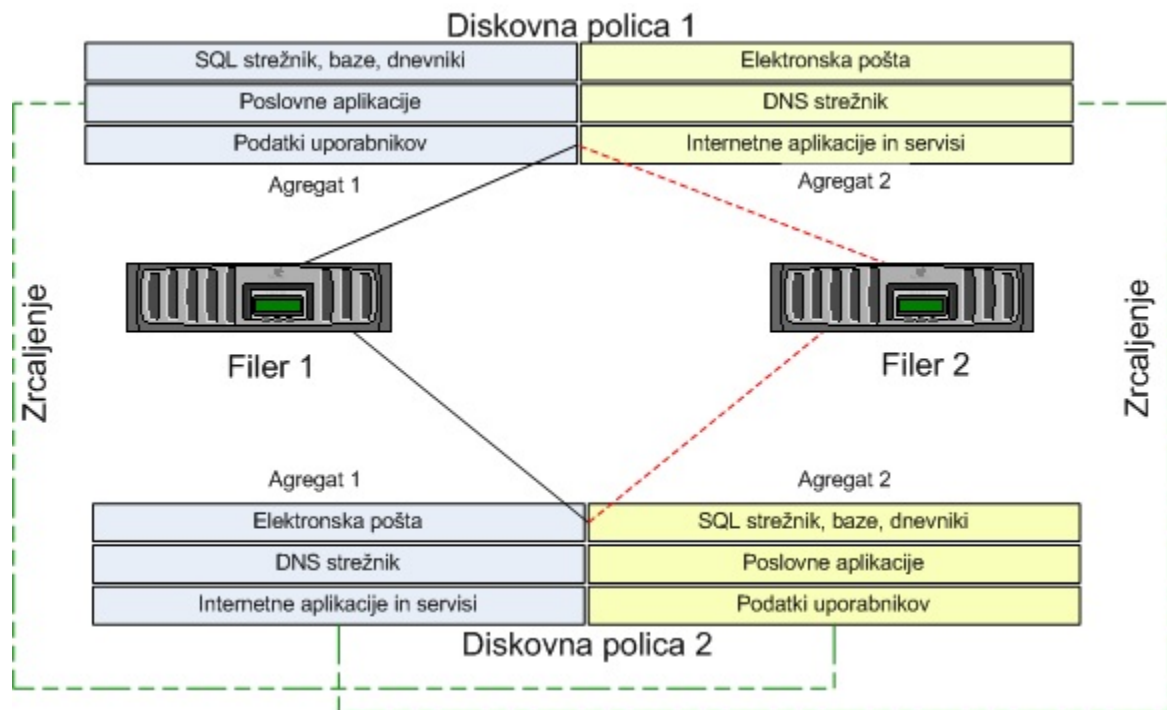 Diskovna polica 1
SQL strežnik, baze, dnevniki
Elektronska pošta
Poslovne aplikacije
DNS strežnik
Podatki uporabnikov
Internetne aplikacije in servisi
Agregat 1
Agregat 2
Zrcaljenje
Filer 1
Filer 2
Zrcaljenje
Agregat 1
Agregat 2
Elektronska pošta
SQL strežnik, baze, dnevniki
DNS strežnik
Poslovne aplikacije
Internetne aplikacije in servisi
Podatki uporabnikov
Diskovna polica 2